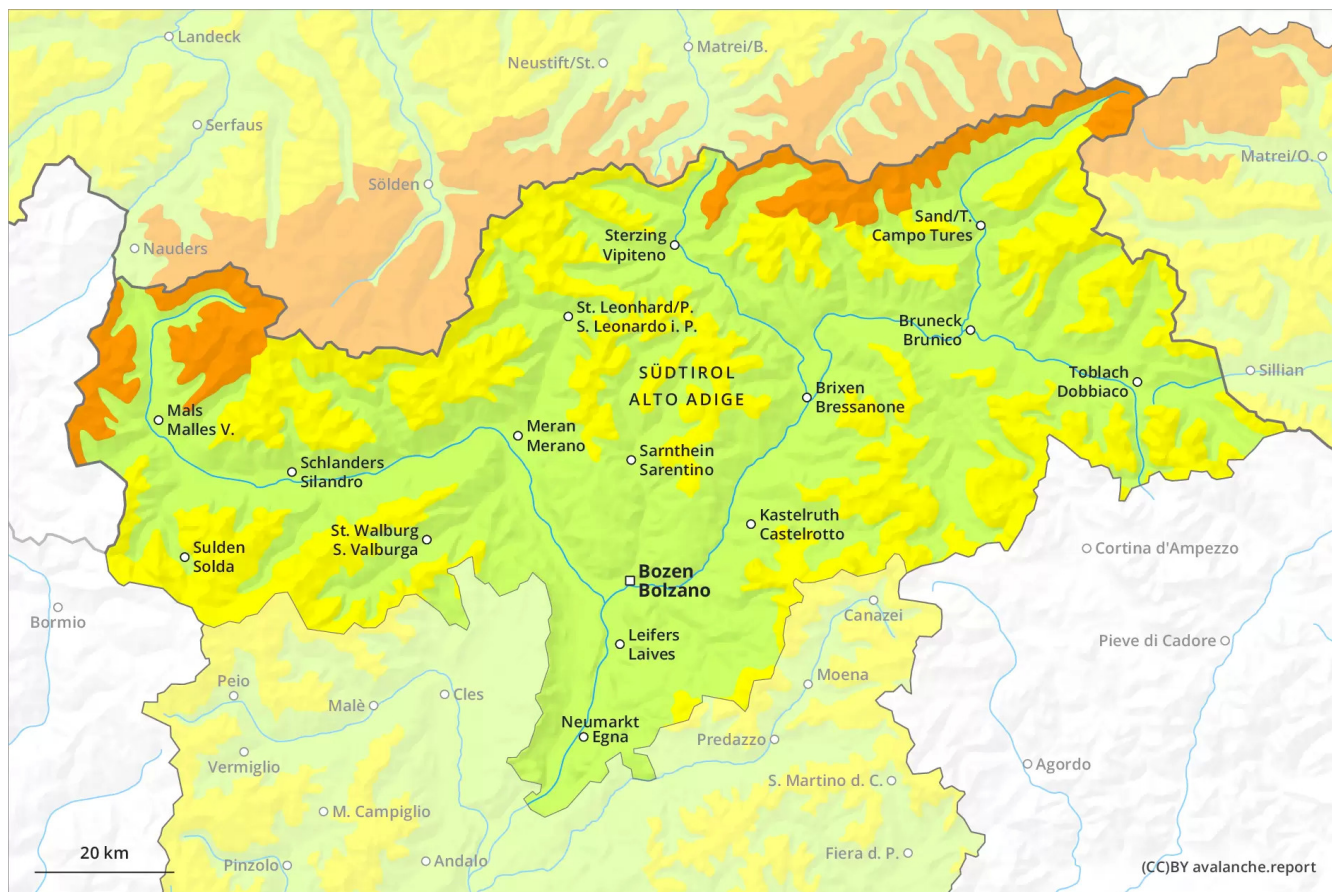 Landeck
Matrei/B.
Neustift/St.
Serfaus
Matrei/O.
Sölden
Sand/T.
Campo Tures
Sterzing
Vipiteno
Nauders
St. Leonhard/P.
S. Leonardo i. P.
Bruneck
Brunico
SÜDTIROL
ALTO ADIGE
Toblach
Dobbiaco
Sillian
Brixen
Bressanone
Mals
Malles V.
Meran
Merano
Schlanders
Silandro
Sarnthein
Sarentino
Kastelruth
Castelrotto
St. Walburg
S. Valburga
Sulden
Solda
Cortina d'Ampezzo
Bozen
Bolzano
Bormio
Canazei
Leifers
Laives
Pieve di Cadore
Peio
Moena
Cles
Malè
Neumarkt
Egna
Predazzo
Vermiglio
Agordo
S. Martino d. C.
M. Campiglio
20 km
Andalo
Fiera d. P.
Pinzolo
(CC)BY avalanche.report